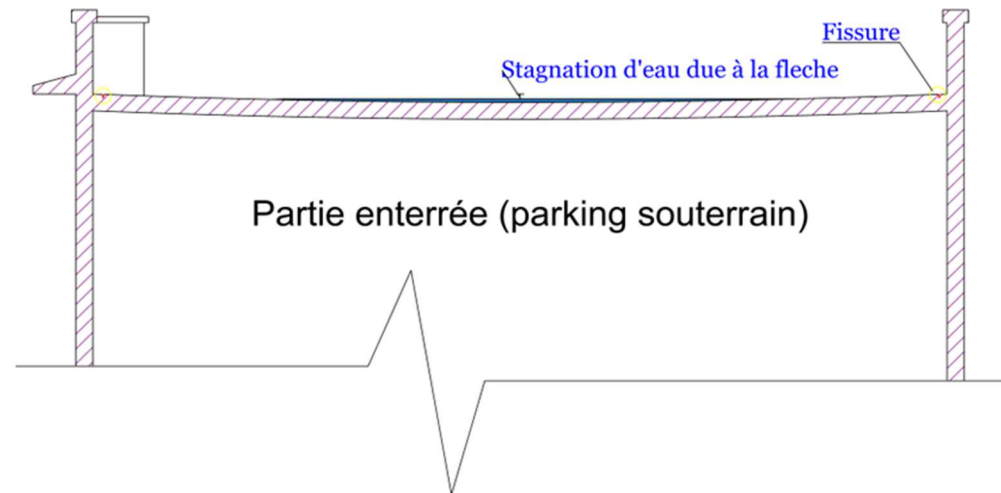 Fissure
Stagnation d'eau due à la fleche
Partie enterrée (parking souterrain)